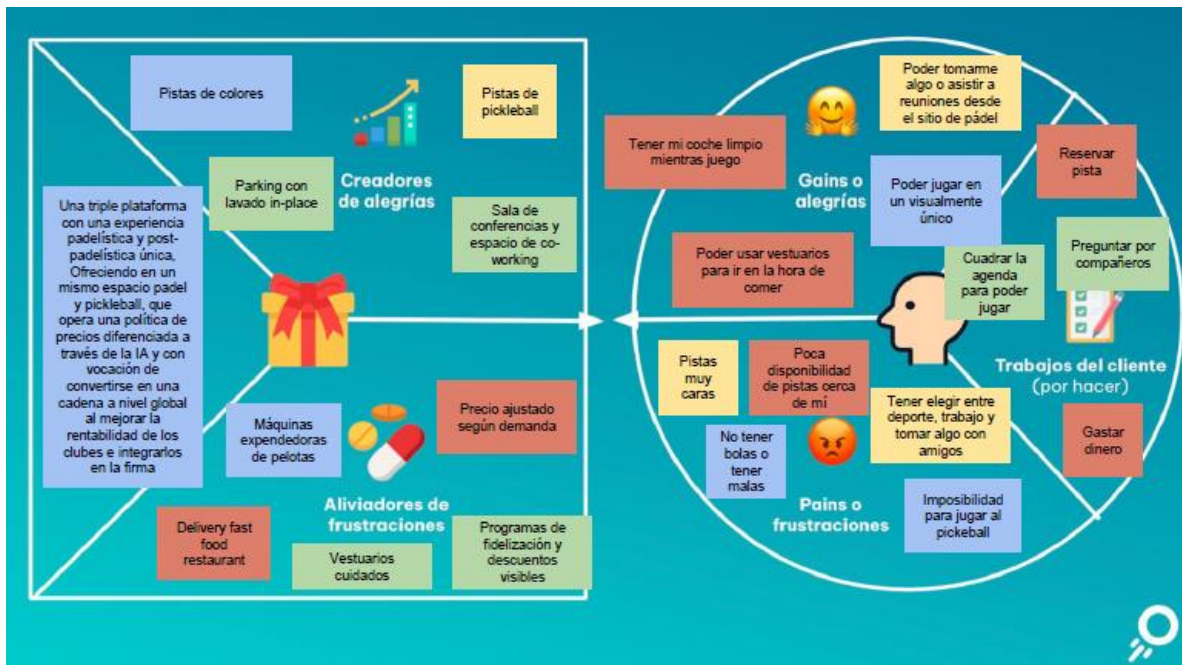 Pistas de colores
Pistas de
pickleball
Parking con
lavado in-place
Creadores
de alegrías
Sala de
conferencias y
espacio de co-
working
Una triple plataforma
con una experiencia
padelística y post-
padelística única,
Ofreciendo en un
mismo espacio padel
y pickleball, que
opera una política de
precios diferenciada a
través de la IA y con
vocación de
convertirse en una
cadena a nivel global
al mejorar la
rentabilidad de los
clubes e integrarlos
en la firma
Máquinas
expendedoras
de pelotas
Precio ajustado
según demanda
Aliviadores de
frustraciones
Delivery fast
food
restaurant
Vestuarios
cuidados
Programas de
fidelización y
descuentos
visibles
Poder tomarme
algo o asistir a
reuniones desde
el sitio de pádel
Tener mi coche limpio
mientras juego
Gains o
alegrías
Reservar
pista
Poder jugar en
un visualmente
único
Poder usar vestuarios
para ir en la hora de
comer
Cuadrar la
agenda
para poder
jugar
Preguntar por
compañeros
Trabajos del cliente
(por hacer)
Pistas
muy
caras
Poca
disponibilidad
de pistas cerca
de mí
Tener elegir entre
deporte, trabajo y
tomar algo con
amigos
Gastar
dinero
No tener
bolas o
tener
malas
Pains o
frustraciones
Imposibilidad
para jugar al
pickeball